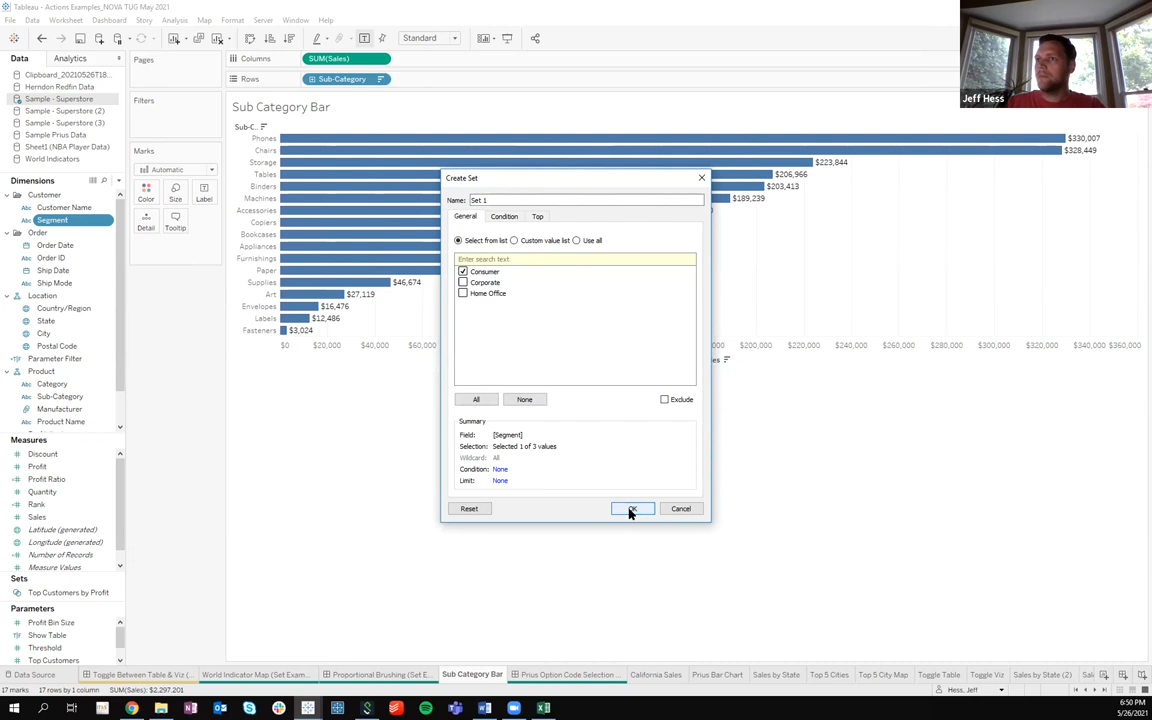 Tableau - Actions Examples_NOVA TUG May 2021
File Data Worksheet Dashboard Story Analysis Map Format Server Window Help
Standard
Data Analytics
Clipboard_20210526T18...
Herndon Redfin Data
Sample - Superstore
Sample - Superstore (2)
Sample - Superstore (3)
Sample Prius Data
Sheet1 (NBA Player Data)
World Indicators
Dimensions
Customer
Abc Customer Name
Abc Segment
Order
Order Date
Abc Order ID
Ship Date
Abc Ship Mode
Location
Country/Region
State
City
Postal Code
Parameter Filter
Product
Abc Category
Abc Sub-Category
Manufacturer
Abc Product Name
Measures
# Discount
# Profit
Profit Ratio
# Quantity
Rank
# Sales
Latitude (generated)
Longitude (generated)
Number of Records
# Measure Values
Sets
Top Customers by Profit
Parameters
# Profit Bin Size
Abc Show Table
# Threshold
# Top Customers
Pages
Filters
Marks
Automatic
Color Size Label
Detail Tooltip
Columns SUM(Sales)
Rows Sub-Category
Sub Category Bar
Sub-C..
Phones $330,007
Chairs $328,449
Storage $223,844
Tables $206,966
Binders $203,413
Machines $189,239
Accessories
Copiers
Bookcases
Appliances
Furnishings
Paper
Supplies $46,674
Art $27,119
Envelopes $16,476
Labels $12,486
Fasteners $3,024
$0 $20,000 $40,000 $60,000 $200,000 $220,000 $240,000 $260,000 $280,000 $300,000 $320,000 $340,000 $360,000
Create Set
Name: Set 1
General Condition Top
Select from list Custom value list Use all
Enter search text
Consumer
Corporate
Home Office
All None Exclude
Summary
Field: [Segment]
Selection: Selected 1 of 3 values
Wildcard: All
Condition: None
Limit: None
Reset OK Cancel
Jeff Hess
Data Source Toggle Between Table & Viz (... World Indicator Map (Set Exam... Proportional Brushing (Set E... Sub Category Bar Prius Option Code Selection ... California Sales Prius Bar Chart Sales by State Top 5 Cities Top 5 City Map Toggle Table Toggle Viz Sales by State (2)
17 marks 17 rows by 1 column SUM(Sales): $2,297,201
Hess, Jeff
6:50 PM
5/26/2021